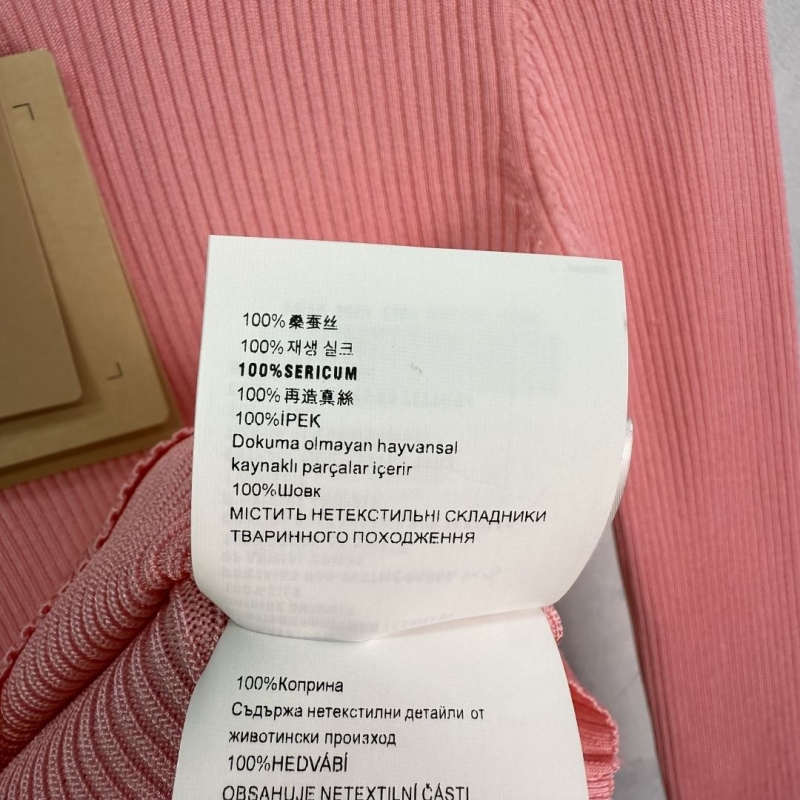 100%桑蚕丝
100%재생 실크
100%SERICUM
100%再造真絲
100%İPEK
Dokuma olmayan hayvansal
kaynaklı parçalar içerir
100%Шовк
МІСТИТЬ НЕТЕКСТИЛЬНІ СКЛАДНИКИ
ТВАРИННОГО ПОХОДЖЕННЯ
100%Коприна
Съдържа нетекстилни детайли от
животински произход
100%HEDVÁBÍ
OBSAHUJE NETEXTILNÍ ČÁSTI